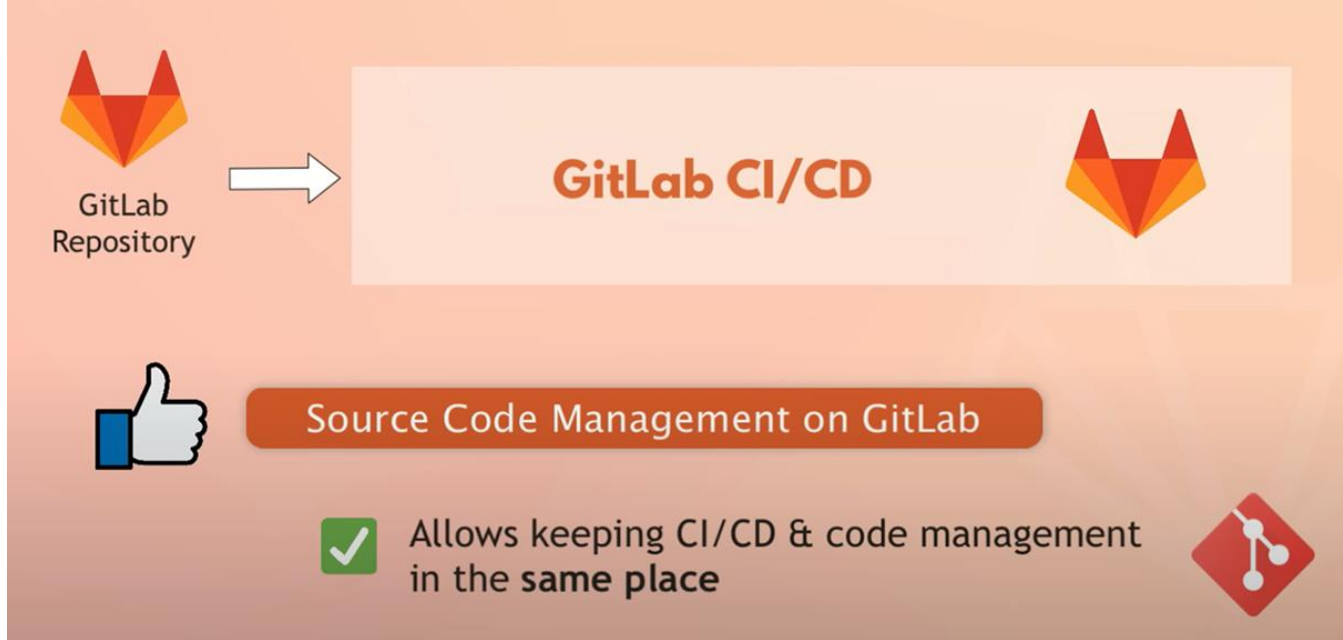 GitLab
Repository
GitLab CI/CD
Source Code Management on GitLab
Allows keeping CI/CD & code management
in the same place